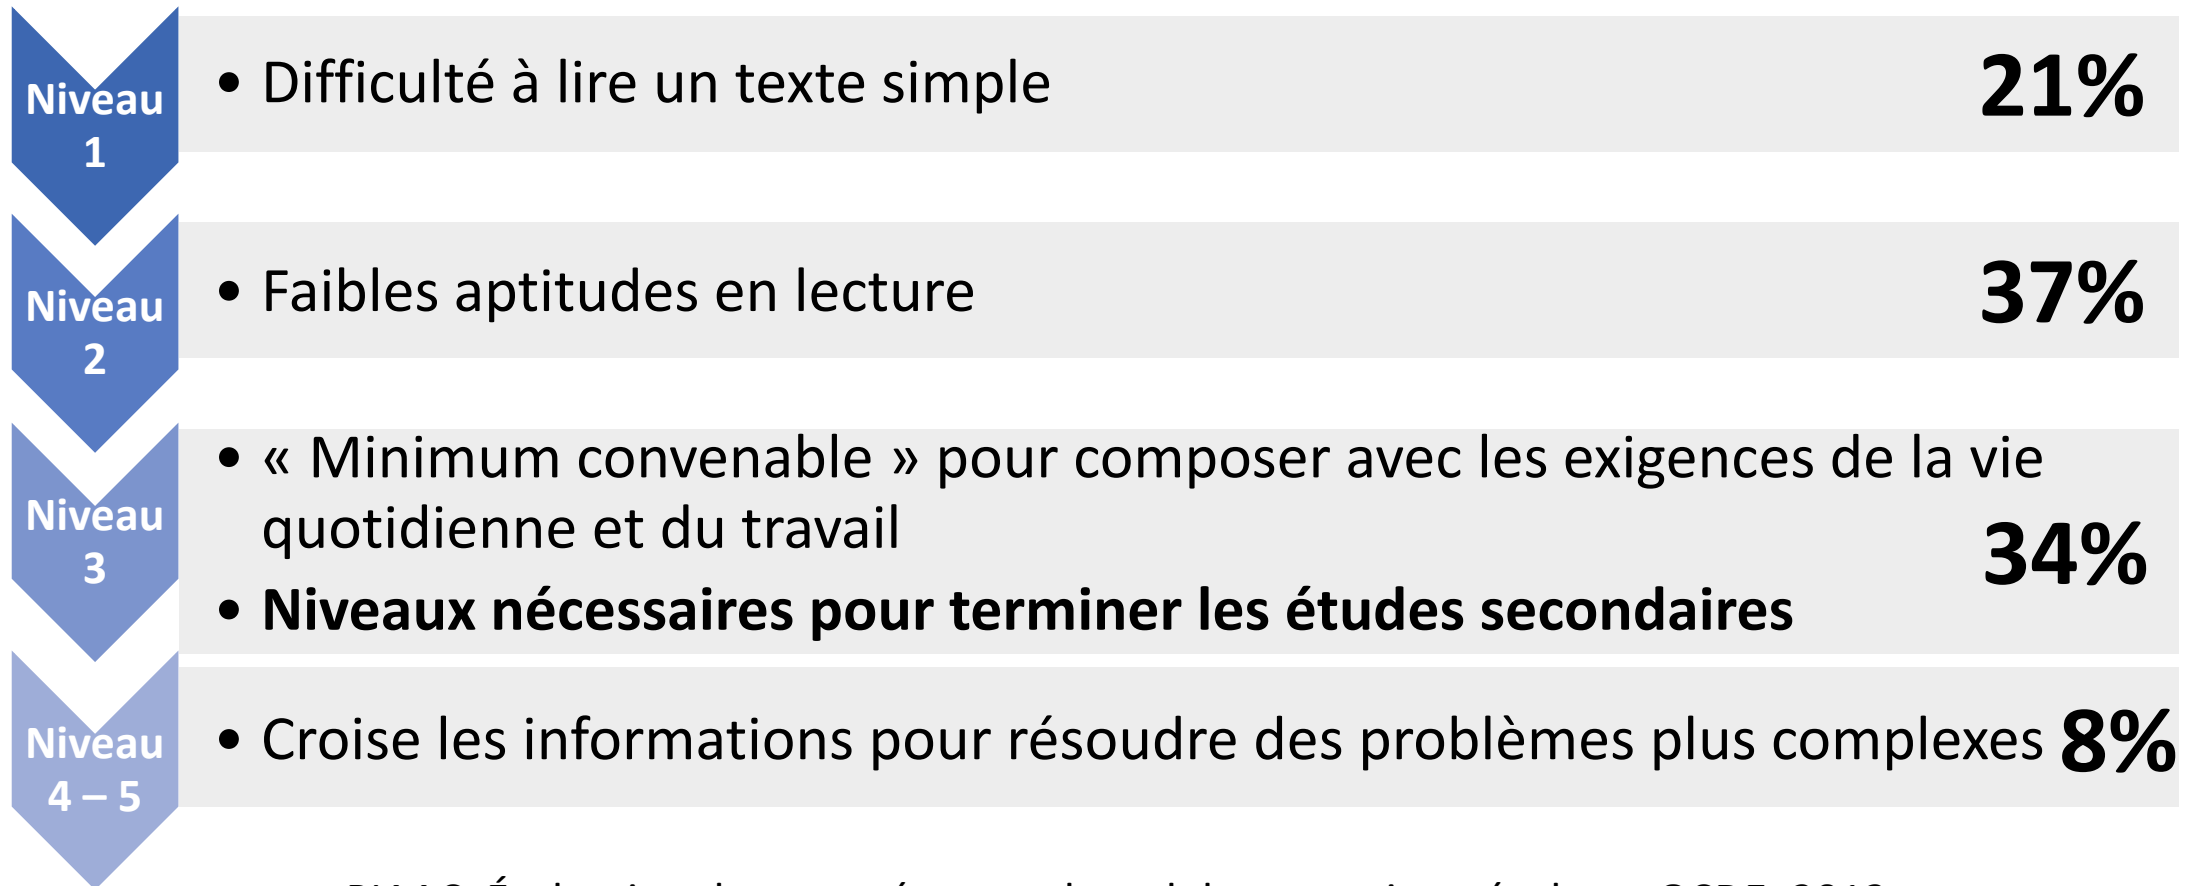 Niveau
1
• Difficulté à lire un texte simple
21%
Niveau
2
• Faibles aptitudes en lecture
37%
Niveau
3
• « Minimum convenable » pour composer avec les exigences de la vie
quotidienne et du travail
• Niveaux nécessaires pour terminer les études secondaires
34%
Niveau
4 – 5
• Croise les informations pour résoudre des problèmes plus complexes
8%